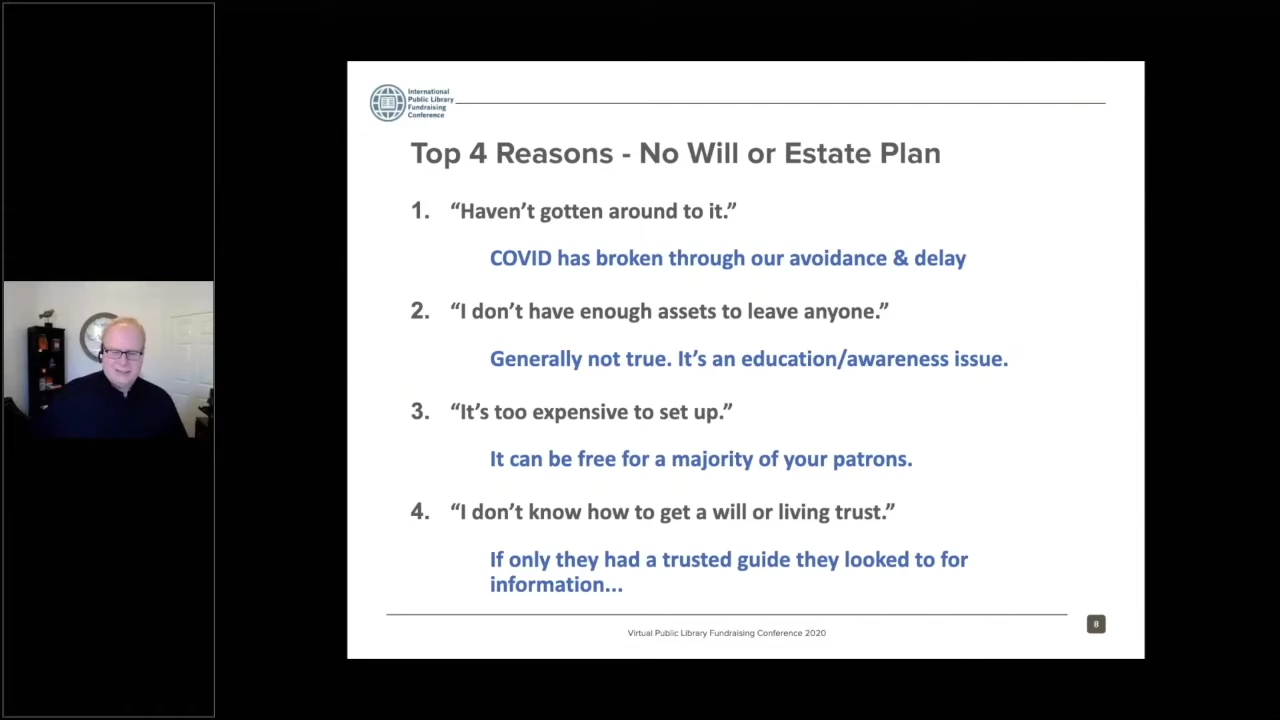 International
Public Library
Fundraising
Conference
Top 4 Reasons - No Will or Estate Plan
1. “Haven’t gotten around to it.”
COVID has broken through our avoidance & delay
2. “I don’t have enough assets to leave anyone.”
Generally not true. It’s an education/awareness issue.
3. “It’s too expensive to set up.”
It can be free for a majority of your patrons.
4. “I don’t know how to get a will or living trust.”
If only they had a trusted guide they looked to for
information...
Virtual Public Library Fundraising Conference 2020
8